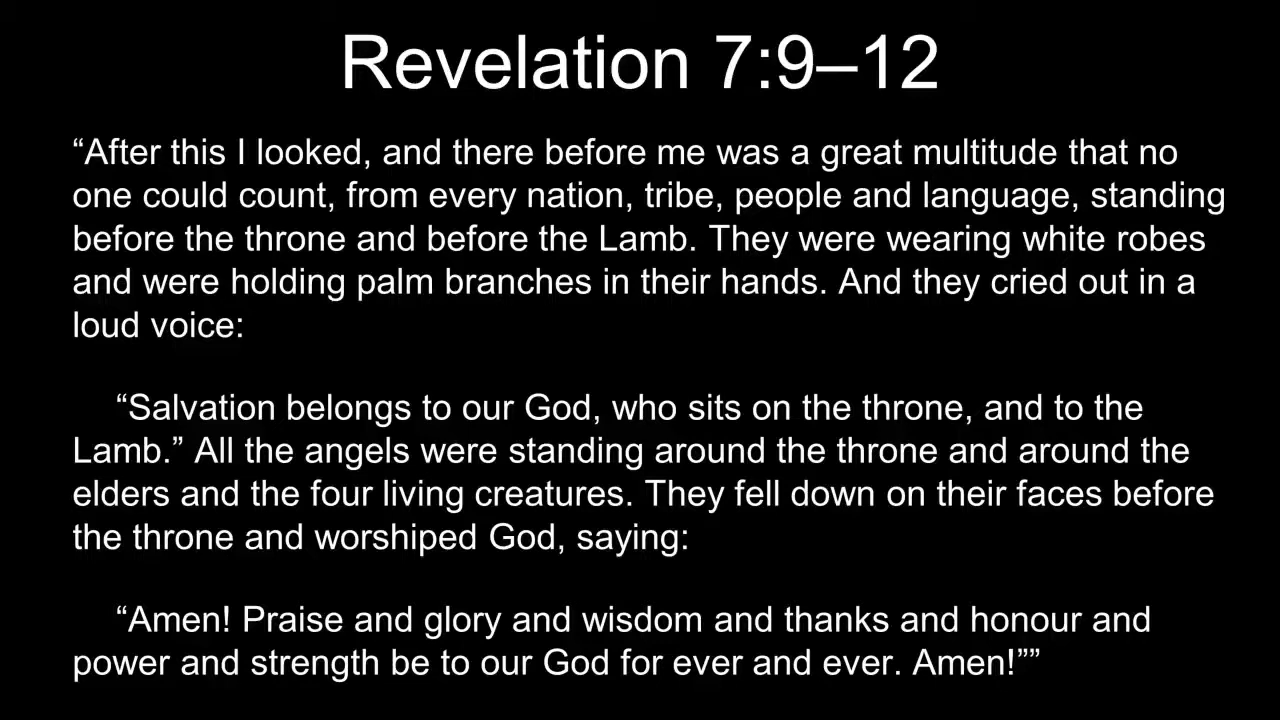 Revelation 7:9–12
“After this I looked, and there before me was a great multitude that no
one could count, from every nation, tribe, people and language, standing
before the throne and before the Lamb. They were wearing white robes
and were holding palm branches in their hands. And they cried out in a
loud voice:
“Salvation belongs to our God, who sits on the throne, and to the
Lamb.” All the angels were standing around the throne and around the
elders and the four living creatures. They fell down on their faces before
the throne and worshiped God, saying:
“Amen! Praise and glory and wisdom and thanks and honour and
power and strength be to our God for ever and ever. Amen!””